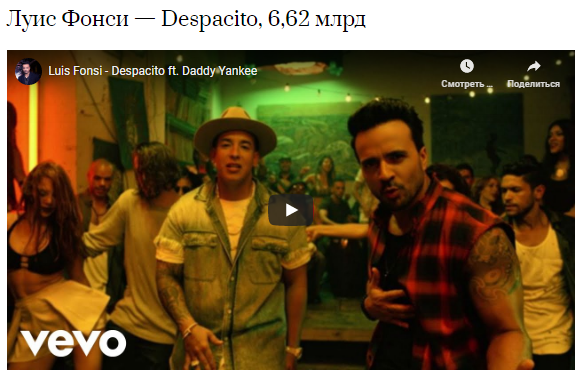 Луис Фонси — Despacito, 6,62 млрд
Luis Fonsi - Despacito ft. Daddy Yankee
Смотреть ...
Поделиться
vevo